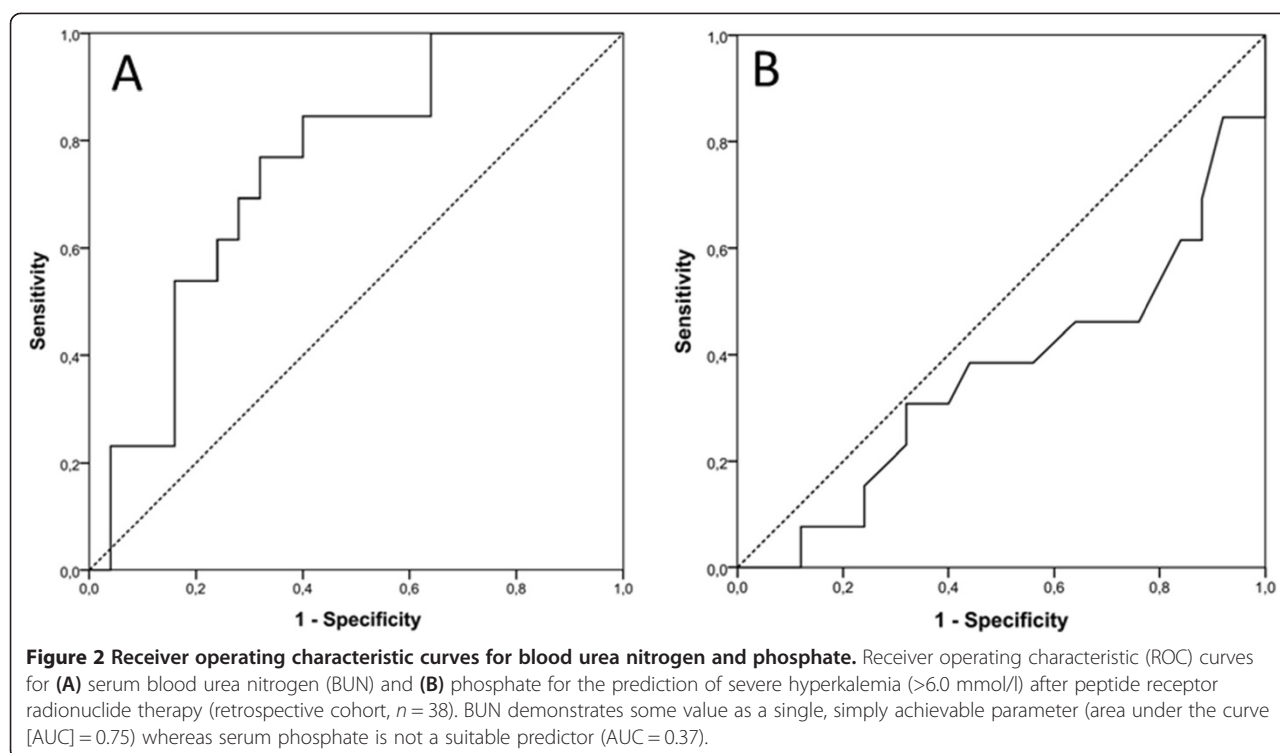 A
1,0
0,8
0,6
0,4
0,2
0,0
Sensitivity
0,0 0,2 0,4 0,6 0,8 1,0
1 - Specificity
B
1,0
0,8
0,6
0,4
0,2
0,0
Sensitivity
0,0 0,2 0,4 0,6 0,8 1,0
1 - Specificity
Figure 2 Receiver operating characteristic curves for blood urea nitrogen and phosphate. Receiver operating characteristic (ROC) curves
for (A) serum blood urea nitrogen (BUN) and (B) phosphate for the prediction of severe hyperkalemia (>6.0 mmol/l) after peptide receptor
radionuclide therapy (retrospective cohort, n = 38). BUN demonstrates some value as a single, simply achievable parameter (area under the curve
[AUC] = 0.75) whereas serum phosphate is not a suitable predictor (AUC = 0.37).